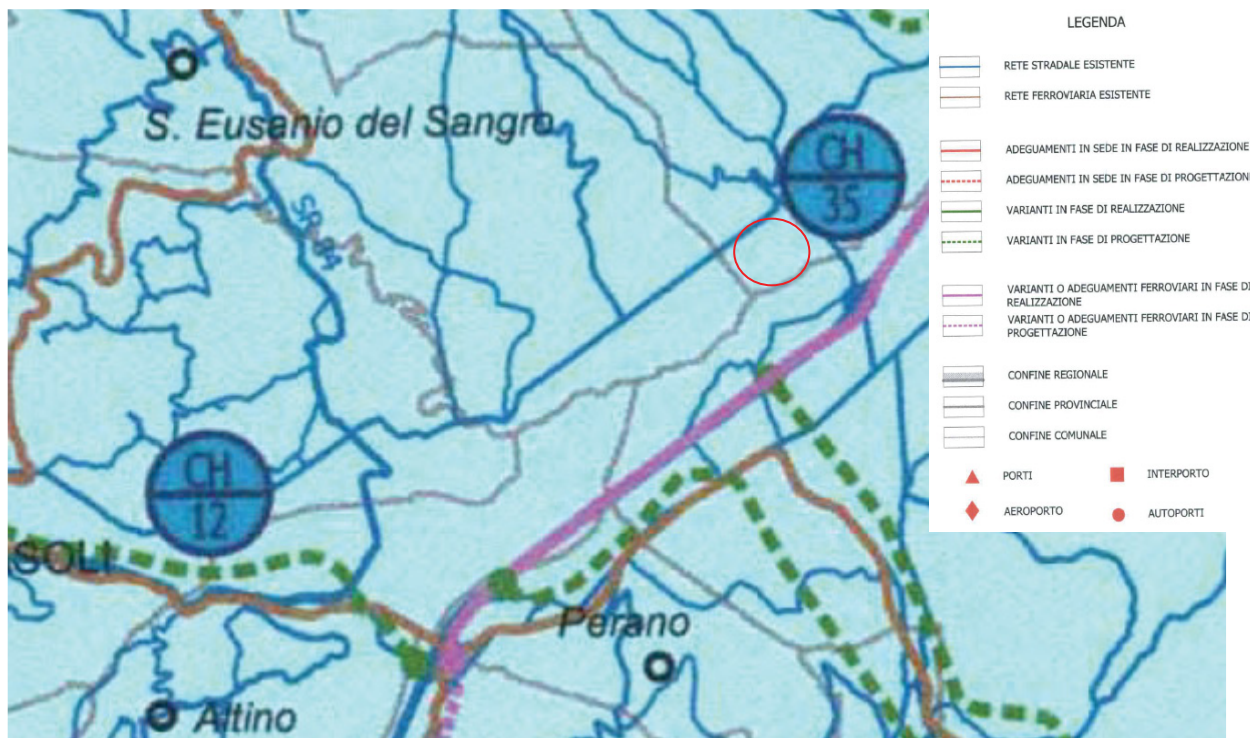 S. Eusanio del Sangro
CH
35
SR 84
CH
12
SOLI
Perano
Altino
LEGENDA
RETE STRADALE ESISTENTE
RETE FERROVIARIA ESISTENTE
ADEGUAMENTI IN SEDE IN FASE DI REALIZZAZIONE
ADEGUAMENTI IN SEDE IN FASE DI PROGETTAZIONE
VARIANTI IN FASE DI REALIZZAZIONE
VARIANTI IN FASE DI PROGETTAZIONE
VARIANTI O ADEGUAMENTI FERROVIARI IN FASE DI
REALIZZAZIONE
VARIANTI O ADEGUAMENTI FERROVIARI IN FASE DI
PROGETTAZIONE
CONFINE REGIONALE
CONFINE PROVINCIALE
CONFINE COMUNALE
PORTI
INTERPORTO
AEROPORTO
AUTOPORTI